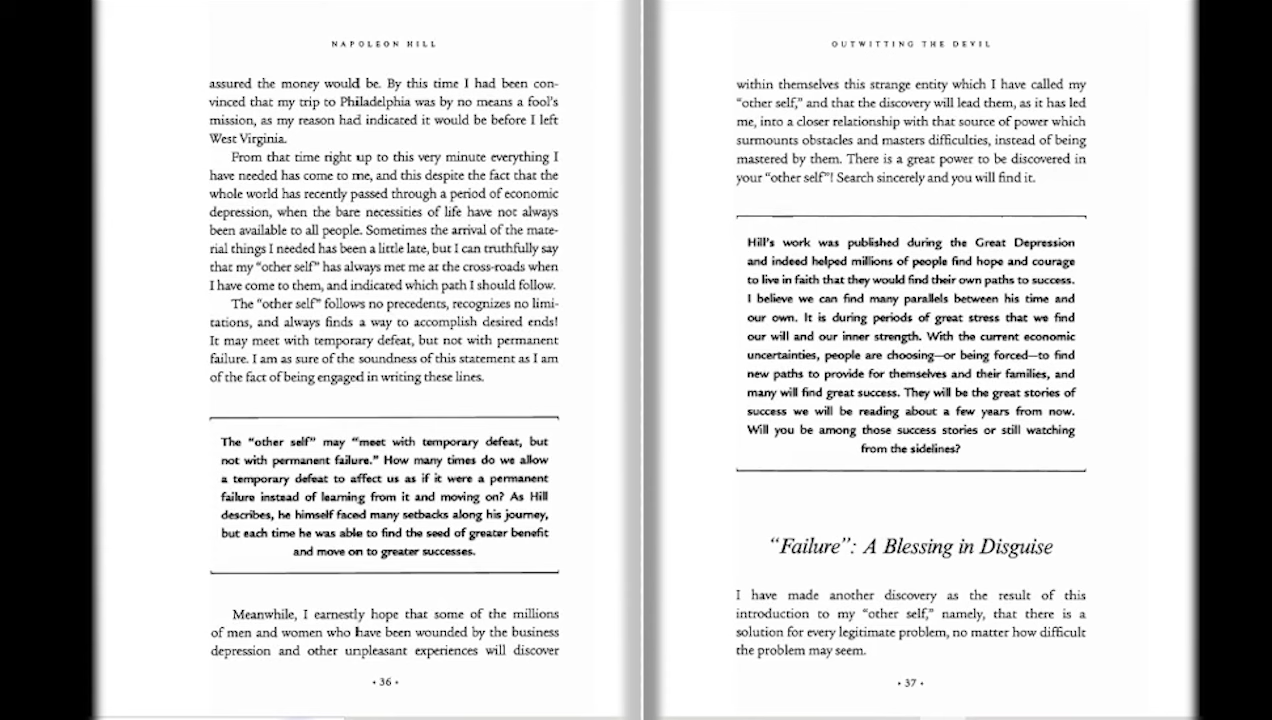 NAPOLEON HILL
assured the money would be. By this time I had been con-
vinced that my trip to Philadelphia was by no means a fool's
mission, as my reason had indicated it would be before I left
West Virginia.
From that time right up to this very minute everything I
have needed has come to me, and this despite the fact that the
whole world has recently passed through a period of economic
depression, when the bare necessities of life have not always
been available to all people. Sometimes the arrival of the mate-
rial things I needed has been a little late, but I can truthfully say
that my “other self” has always met me at the cross-roads when
I have come to them, and indicated which path I should follow.
The “other self” follows no precedents, recognizes no limi-
tations, and always finds a way to accomplish desired ends!
It may meet with temporary defeat, but not with permanent
failure. I am as sure of the soundness of this statement as I am
of the fact of being engaged in writing these lines.
The “other self” may “meet with temporary defeat, but
not with permanent failure.” How many times do we allow
a temporary defeat to affect us as if it were a permanent
failure instead of learning from it and moving on? As Hill
describes, he himself faced many setbacks along his journey,
but each time he was able to find the seed of greater benefit
and move on to greater successes.
Meanwhile, I earnestly hope that some of the millions
of men and women who have been wounded by the business
depression and other unpleasant experiences will discover
• 36 •
OUTWITTING THE DEVIL
within themselves this strange entity which I have called my
“other self,” and that the discovery will lead them, as it has led
me, into a closer relationship with that source of power which
surmounts obstacles and masters difficulties, instead of being
mastered by them. There is a great power to be discovered in
your “other self”! Search sincerely and you will find it.
Hill's work was published during the Great Depression
and indeed helped millions of people find hope and courage
to live in faith that they would find their own paths to success.
I believe we can find many parallels between his time and
our own. It is during periods of great stress that we find
our will and our inner strength. With the current economic
uncertainties, people are choosing—or being forced—to find
new paths to provide for themselves and their families, and
many will find great success. They will be the great stories of
success we will be reading about a few years from now.
Will you be among those success stories or still watching
from the sidelines?
“Failure”: A Blessing in Disguise
I have made another discovery as the result of this
introduction to my “other self,” namely, that there is a
solution for every legitimate problem, no matter how difficult
the problem may seem.
• 37 •